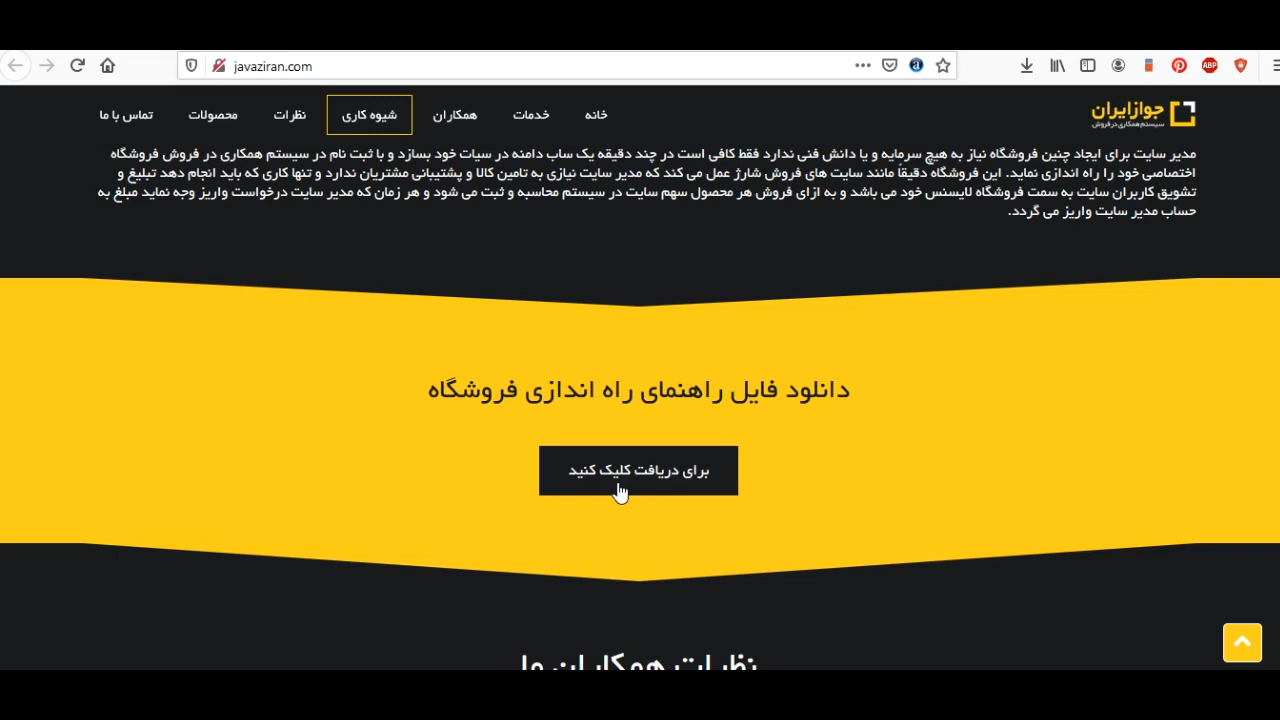 javaziran.com
جوازایران
سیستم همکاری در فروش
خانه
خدمات
همکاران
شیوه کاری
نظرات
محصولات
تماس با ما
مدیر سایت برای ایجاد چنین فروشگاه نیاز به هیچ سرمایه و یا دانش فنی ندارد فقط کافی است در چند دقیقه یک ساب دامنه در سیات خود بسازد و با ثبت نام در سیستم همکاری در فروش فروشگاه
اختصاصی خود را راه اندازی نماید. این فروشگاه دقیقاً مانند سایت های فروش شارژ عمل می کند که مدیر سایت نیازی به تامین کالا و پشتیبانی مشتریان ندارد و تنها کاری که باید انجام دهد تبلیغ و
تشویق کاربران سایت به سمت فروشگاه لایسنس خود می باشد و به ازای فروش هر محصول سهم سایت در سیستم محاسبه و ثبت می شود و هر زمان که مدیر سایت درخواست واریز وجه نماید مبلغ به
حساب مدیر سایت واریز می گردد.
دانلود فایل راهنمای راه اندازی فروشگاه
برای دریافت کلیک کنید
نظرات همکاران ما